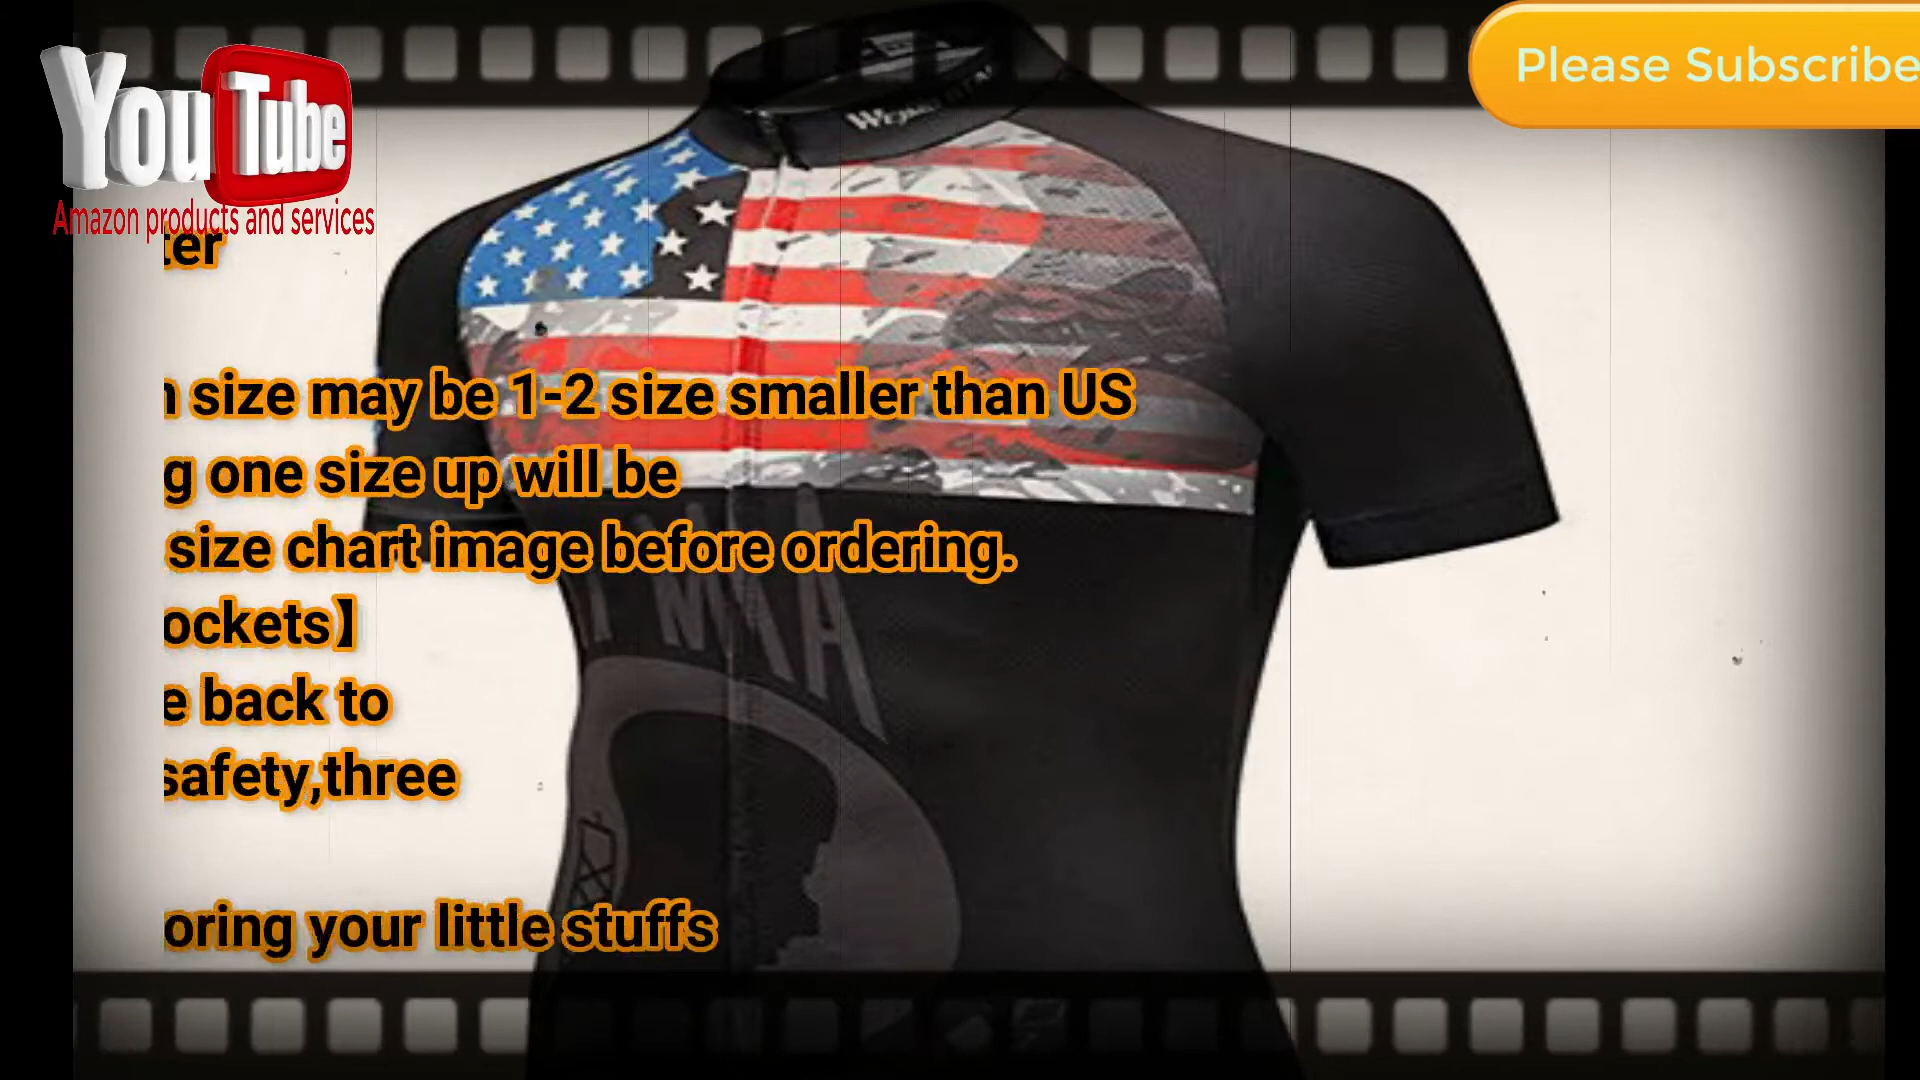 YouTube
Please Subscribe
Amazon products and services
ter
size may be 1-2 size smaller than US
g one size up will be
size chart image before ordering.
ockets】
e back to
safety,three
oring your little stuffs
MIA